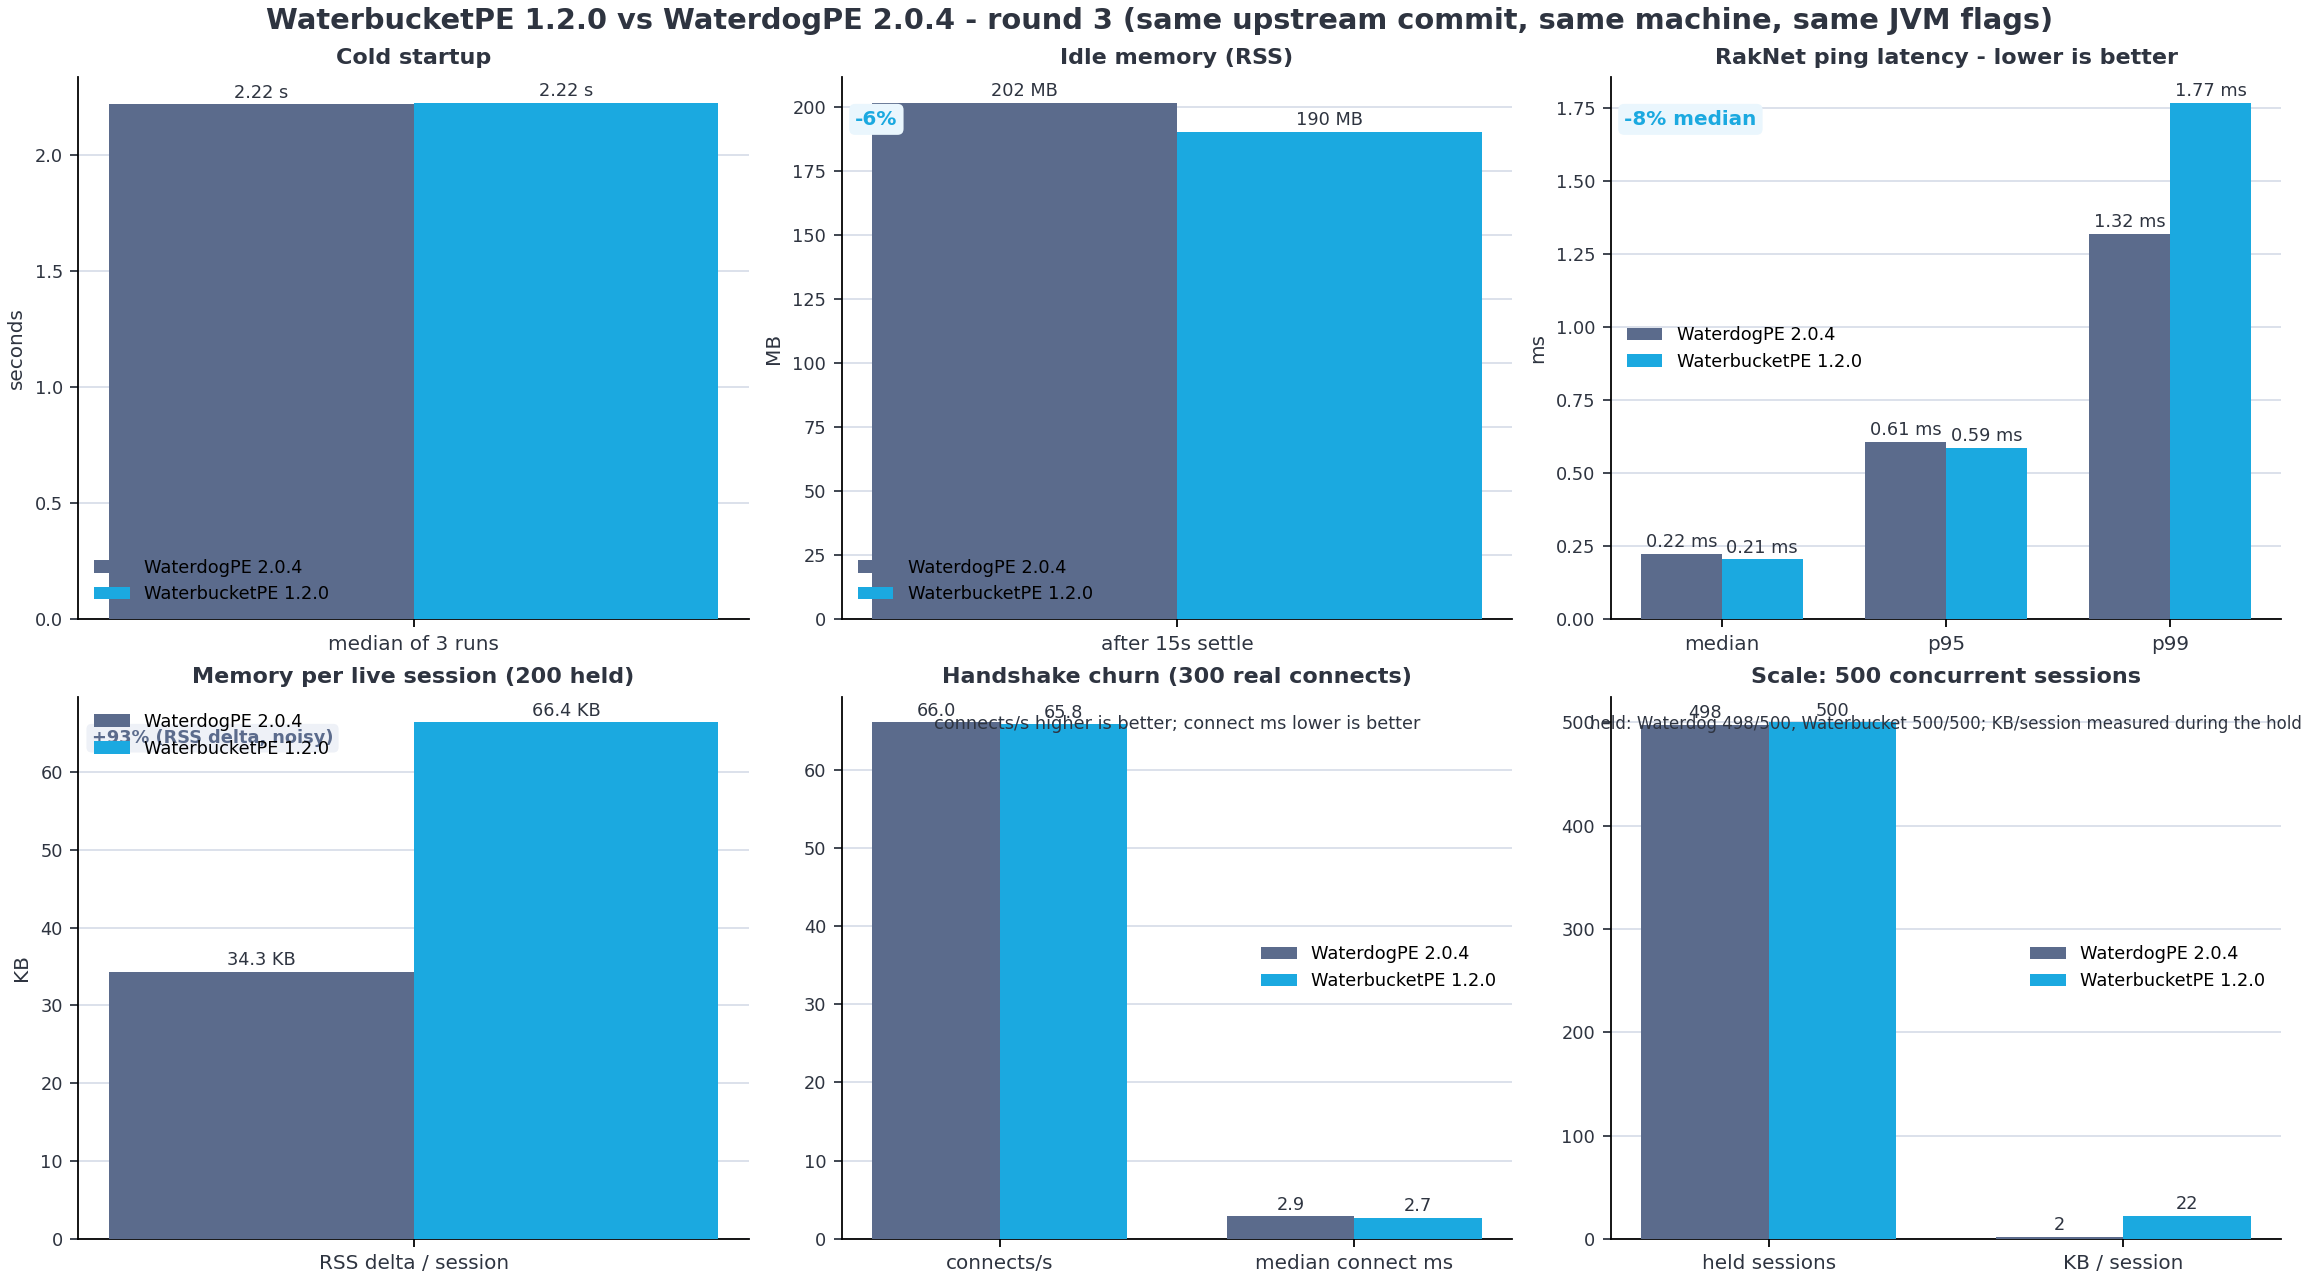 WaterbucketPE 1.2.0 vs WaterdogPE 2.0.4 - round 3 (same upstream commit, same machine, same JVM flags)
Cold startup
2.22 s
2.22 s
2.0
1.5
1.0
0.5
0.0
seconds
WaterdogPE 2.0.4
WaterbucketPE 1.2.0
median of 3 runs
Idle memory (RSS)
202 MB
190 MB
-6%
200
175
150
125
100
75
50
25
0
MB
WaterdogPE 2.0.4
WaterbucketPE 1.2.0
after 15s settle
RakNet ping latency - lower is better
1.77 ms
-8% median
1.75
1.50
1.25
1.00
0.75
0.50
0.25
0.00
ms
1.32 ms
WaterdogPE 2.0.4
WaterbucketPE 1.2.0
0.61 ms
0.59 ms
0.22 ms
0.21 ms
median
p95
p99
Memory per live session (200 held)
66.4 KB
WaterdogPE 2.0.4
+93% (RSS delta, noisy)
WaterbucketPE 1.2.0
60
50
40
30
20
10
0
KB
34.3 KB
RSS delta / session
Handshake churn (300 real connects)
66.0
65.8
connects/s higher is better; connect ms lower is better
60
50
40
30
20
10
0
WaterdogPE 2.0.4
WaterbucketPE 1.2.0
2.9
2.7
connects/s
median connect ms
Scale: 500 concurrent sessions
498
500
held: Waterdog 498/500, Waterbucket 500/500; KB/session measured during the hold
500
400
300
200
100
0
WaterdogPE 2.0.4
WaterbucketPE 1.2.0
2
22
held sessions
KB / session